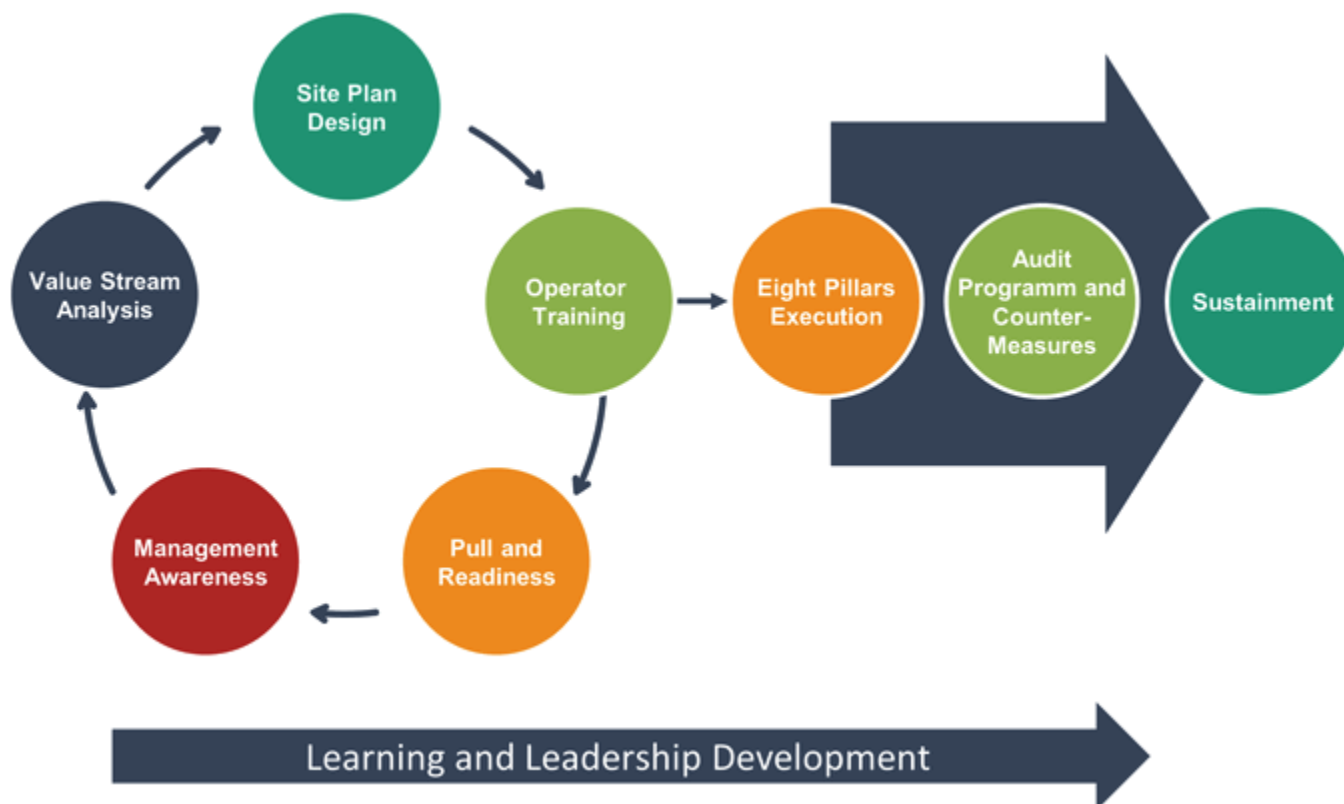 Site Plan
Design
Value Stream
Analysis
Operator
Training
Eight Pillars
Execution
Audit
Programm and
Counter-
Measures
Sustainment
Management
Awareness
Pull and
Readiness
Learning and Leadership Development